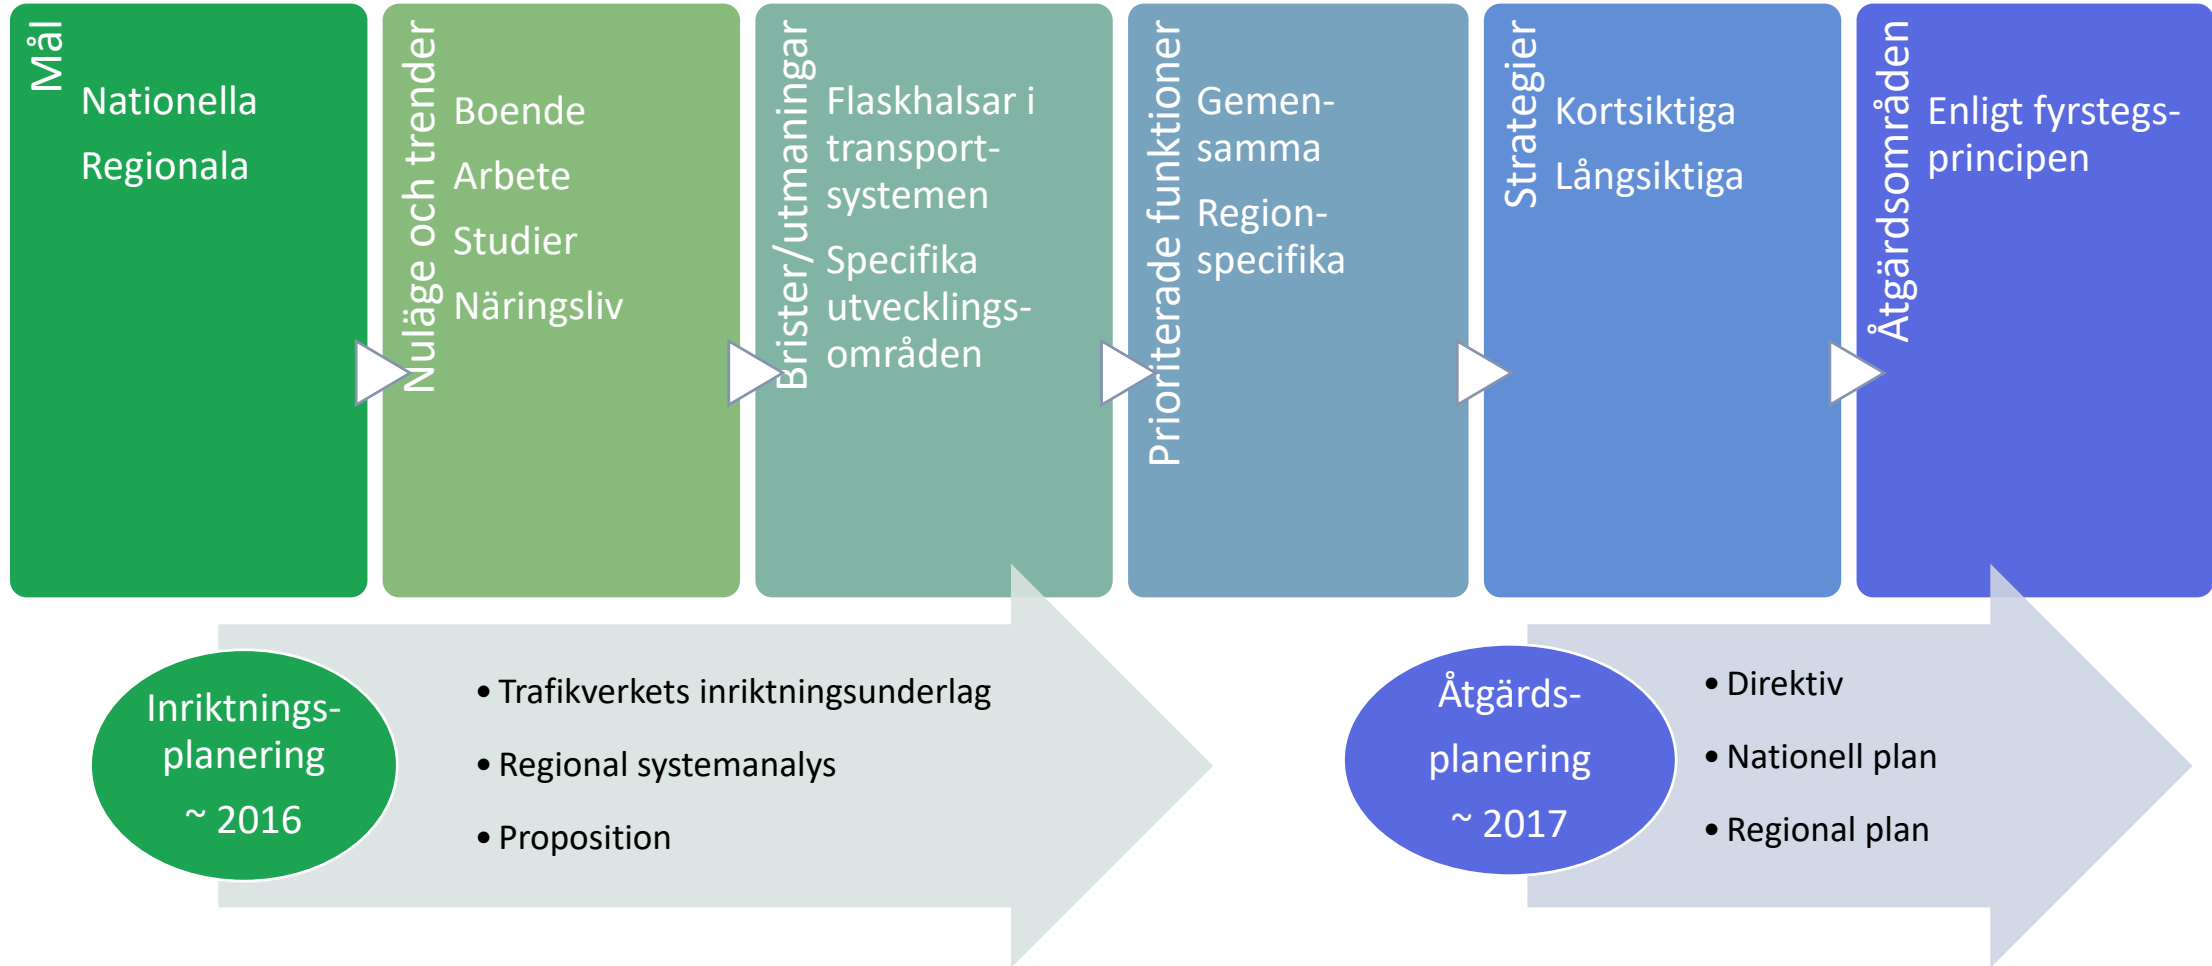 Mål
Nationella
Regionala
Nuläge och trender
Boende
Arbete
Studier
Näringsliv
Brister/utmaningar
Flaskhalsar i
transport-
systemen
Specifika
utvecklings-
områden
Prioriterade funktioner
Gemen-
samma
Region-
specifika
Strategier
Kortsiktiga
Långsiktiga
Åtgärdsområden
Enligt fyrstegs-
principen
Inriktnings-
planering
~ 2016
• Trafikverkets inriktningsunderlag
• Regional systemanalys
• Proposition
Åtgärds-
planering
~ 2017
• Direktiv
• Nationell plan
• Regional plan